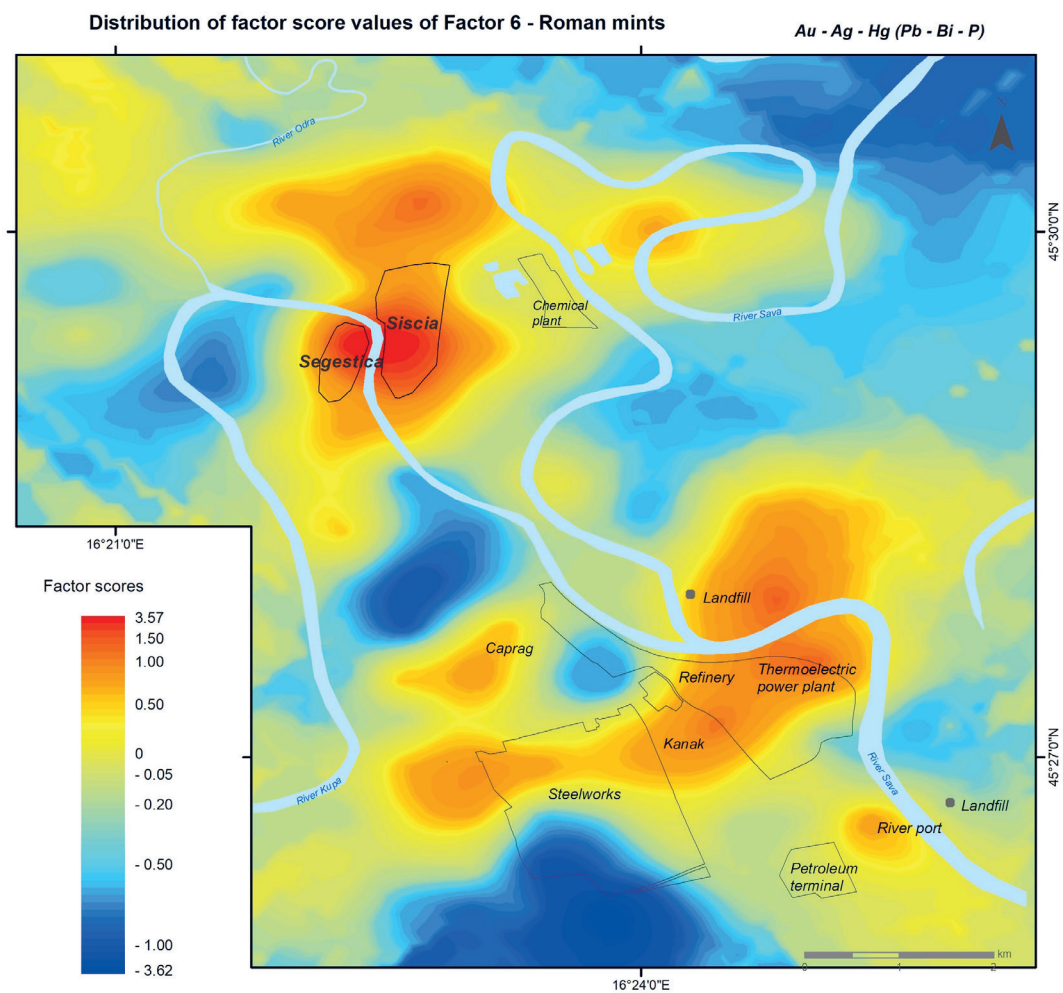 Distribution of factor score values of Factor 6 - Roman mints
Au - Ag - Hg (Pb - Bi - P)
River Odra
45°30'0"N
Chemical
plant
River Sava
Siscia
Segestica
16°21'0"E
Factor scores
3.57
1.50
1.00
0.50
0
- 0.05
- 0.20
- 0.50
- 1.00
- 3.62
Landfill
Caprag
Refinery
Thermoelectric
power plant
Kanak
45°27'0"N
River Kupa
Steelworks
River Sava
Landfill
River port
Petroleum
terminal
km
0 1 2
16°24'0"E